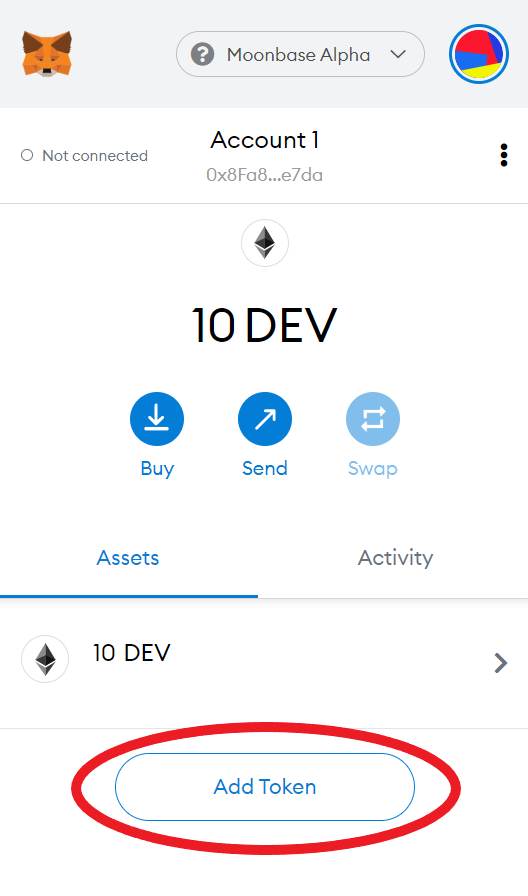 ? Moonbase Alpha
Account 1
Not connected
0x8Fa8...e7da
10 DEV
Buy Send Swap
Assets Activity
10 DEV
Add Token